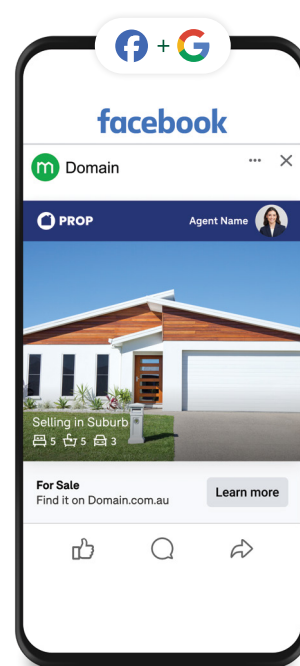 facebook
Domain
PROP
Agent Name
Selling in Suburb
5 5 3
For Sale
Find it on Domain.com.au
Learn more